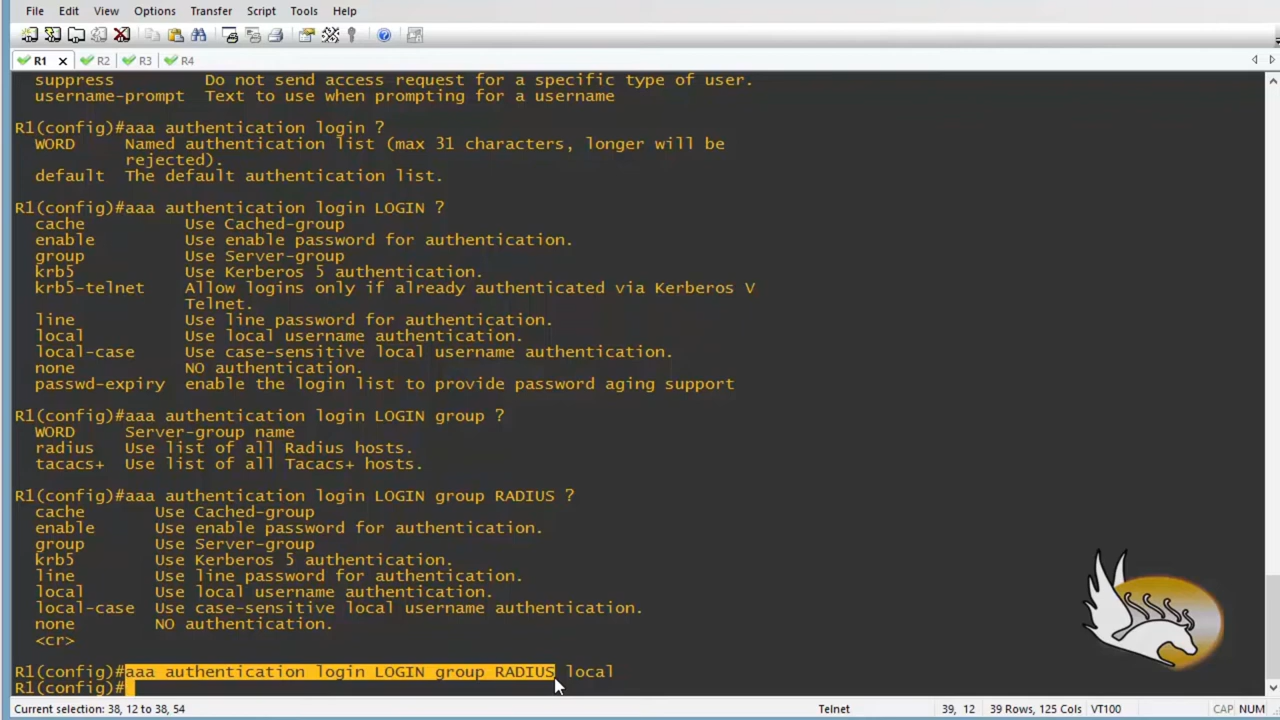 File Edit View Options Transfer Script Tools Help
R1 R2 R3 R4
suppress Do not send access request for a specific type of user.
username-prompt Text to use when prompting for a username
R1(config)#aaa authentication login ?
WORD Named authentication list (max 31 characters, longer will be
rejected).
default The default authentication list.
R1(config)#aaa authentication login LOGIN ?
cache Use Cached-group
enable Use enable password for authentication.
group Use Server-group
krb5 Use Kerberos 5 authentication.
krb5-telnet Allow logins only if already authenticated via Kerberos V
Telnet.
line Use line password for authentication.
local Use local username authentication.
local-case Use case-sensitive local username authentication.
none NO authentication.
passwd-expiry enable the login list to provide password aging support
R1(config)#aaa authentication login LOGIN group ?
WORD Server-group name
radius Use list of all Radius hosts.
tacacs+ Use list of all Tacacs+ hosts.
R1(config)#aaa authentication login LOGIN group RADIUS ?
cache Use Cached-group
enable Use enable password for authentication.
group Use Server-group
krb5 Use Kerberos 5 authentication.
line Use line password for authentication.
local Use local username authentication.
local-case Use case-sensitive local username authentication.
none NO authentication.
<cr>
R1(config)#aaa authentication login LOGIN group RADIUS local
R1(config)#
Current selection: 38, 12 to 38, 54 Telnet 39, 12 39 Rows, 125 Cols VT100 CAP NUM